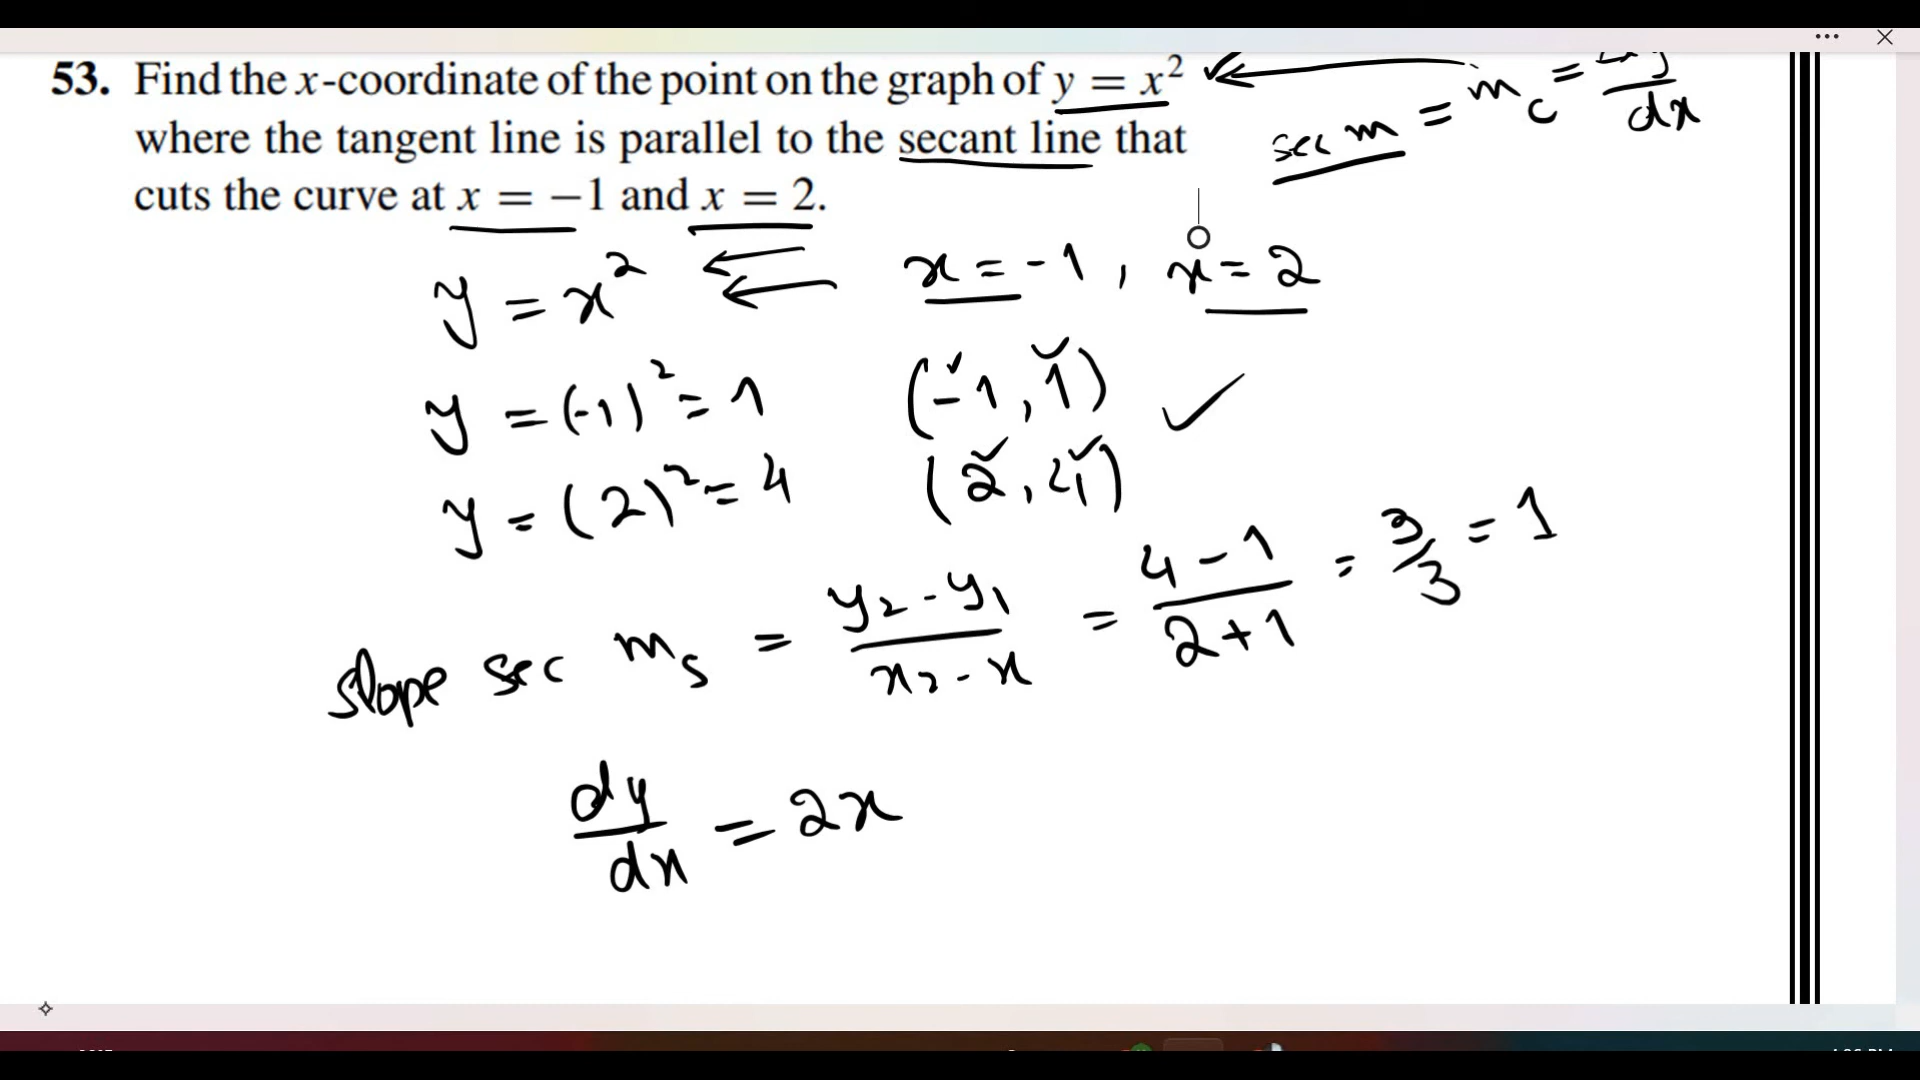 53. Find the x-coordinate of the point on the graph of y = x²
where the tangent line is parallel to the secant line that
cuts the curve at x = −1 and x = 2.
sec m = m_c = dy/dx
y = x² x = -1 , x = 2
y = (-1)² = 1 (-1, 1)
y = (2)² = 4 (2, 4)
slope sec m_s = (y₂ - y₁)/(x₂ - x) = (4 - 1)/(2 + 1) = 3/3 = 1
dy/dx = 2x